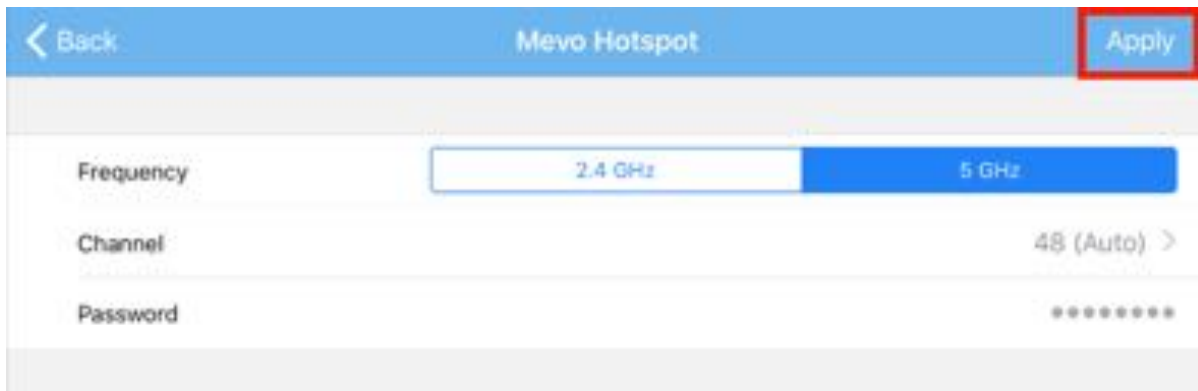 Back Mevo Hotspot Apply
Frequency 2.4 GHz 5 GHz
Channel 48 (Auto)
Password ••••••••